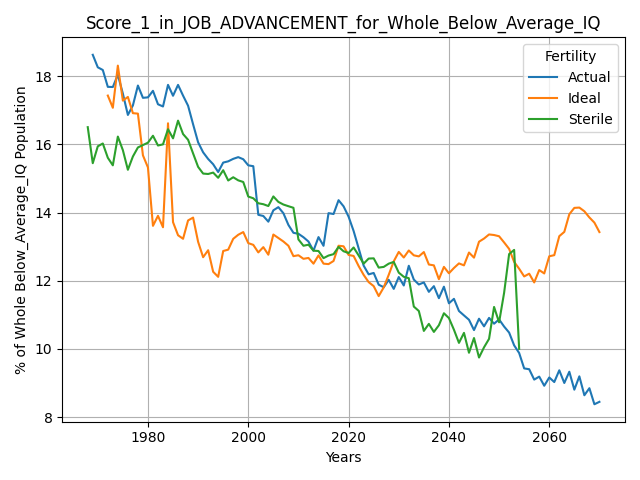 Score_1_in_JOB_ADVANCEMENT_for_Whole_Below_Average_IQ
% of Whole Below_Average_IQ Population
18
16
14
12
10
8
Fertility
Actual
Ideal
Sterile
1980
2000
2020
2040
2060
Years